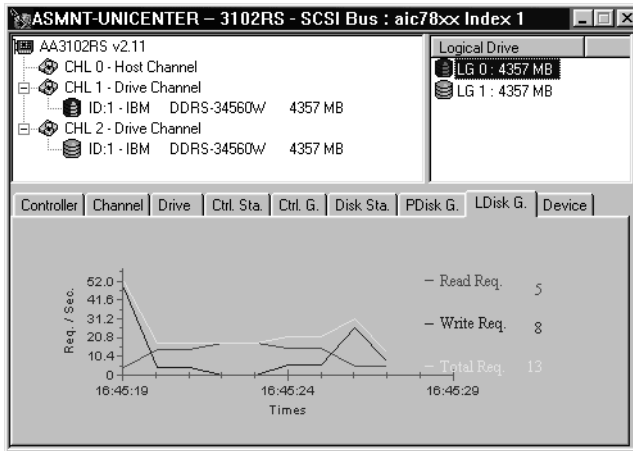 ASMNT-UNICENTER – 3102RS - SCSI Bus : aic78xx Index 1
AA3102RS v2.11
CHL 0 - Host Channel
CHL 1 - Drive Channel
ID:1 - IBM DDRS-34560W 4357 MB
CHL 2 - Drive Channel
ID:1 - IBM DDRS-34560W 4357 MB
Logical Drive
LG 0 : 4357 MB
LG 1 : 4357 MB
Controller Channel Drive Ctrl. Sta. Ctrl. G. Disk Sta. PDisk G. LDisk G. Device
Req. / Sec.
52.0
41.6
31.2
20.8
10.4
0
16:45:19 16:45:24 16:45:29
Times
Read Req. 5
Write Req. 8
Total Req. 13